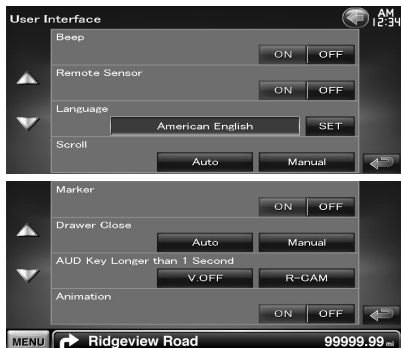 User Interface
AM
12:34
Beep
ON OFF
Remote Sensor
ON OFF
Language
American English SET
Scroll
Auto Manual
Marker
ON OFF
Drawer Close
Auto Manual
AUD Key Longer than 1 Second
V.OFF R-CAM
Animation
ON OFF
MENU Ridgeview Road 99999.99 mi